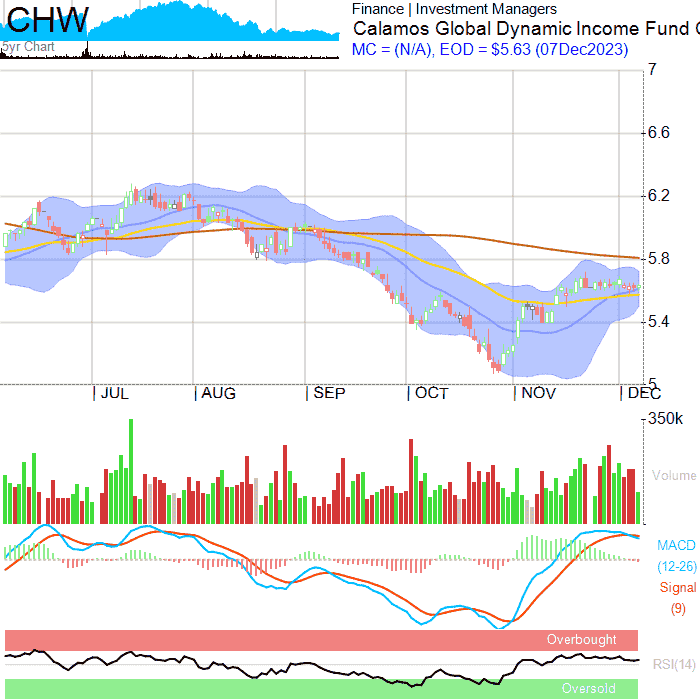 CHW
5yr Chart
Finance | Investment Managers
Calamos Global Dynamic Income Fund
MC = (N/A), EOD = $5.63 (07Dec2023)
7
6.6
6.2
5.8
5.4
5
JUL AUG SEP OCT NOV DEC
350k
Volume
MACD
(12-26)
Signal
(9)
Overbought
RSI(14)
Oversold